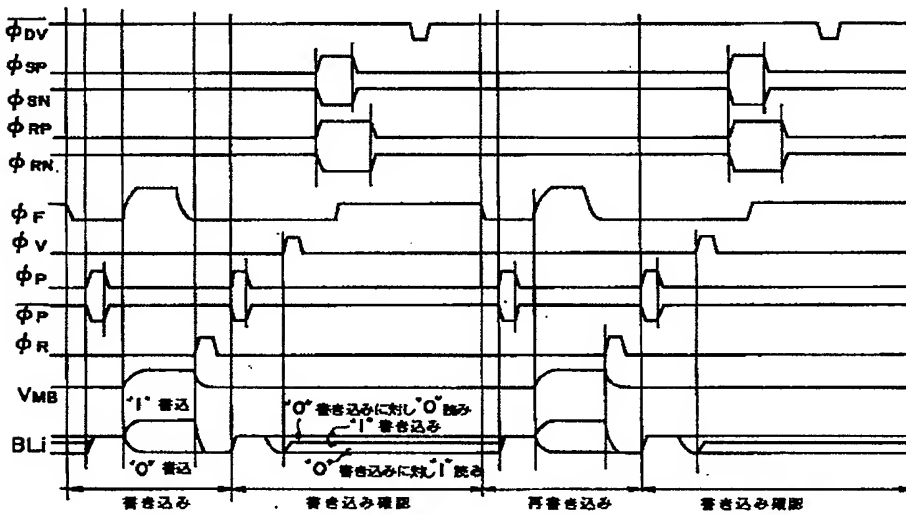 φDV
φSP
φSN
φRP
φRN
φF
φV
φP
φP
φR
VMB
"1" 書込
"0" 書き込みに対し "0" 読み
"1" 書き込み
BLi
"0" 書込
"0" 書き込みに対し "1" 読み
書き込み
書き込み確認
再書き込み
書き込み確認